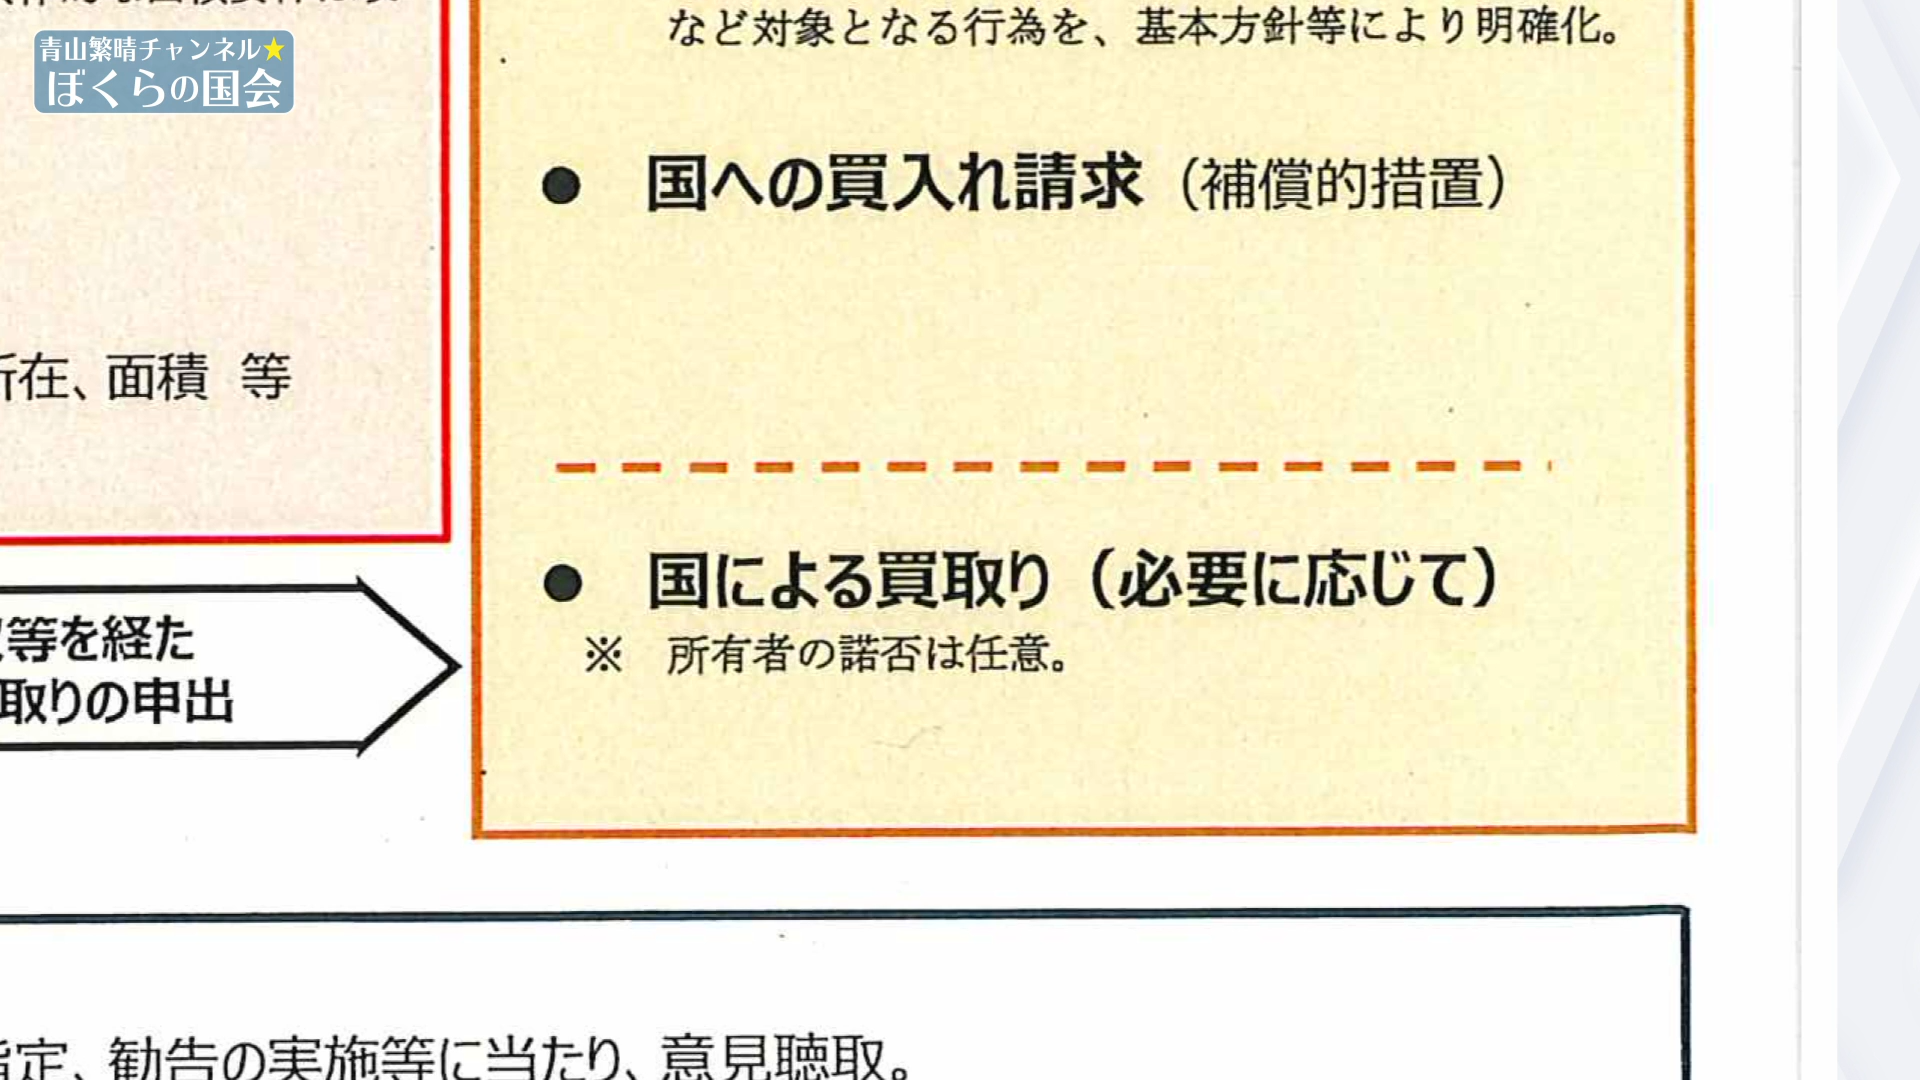 青山繁晴チャンネル★
ぼくらの国会
など対象となる行為を、基本方針等により明確化。
● 国への買入れ請求（補償的措置）
所在、面積 等
● 国による買取り（必要に応じて）
※ 所有者の諾否は任意。
等を経た
取りの申出
指定、勧告の実施等に当たり、意見聴取。